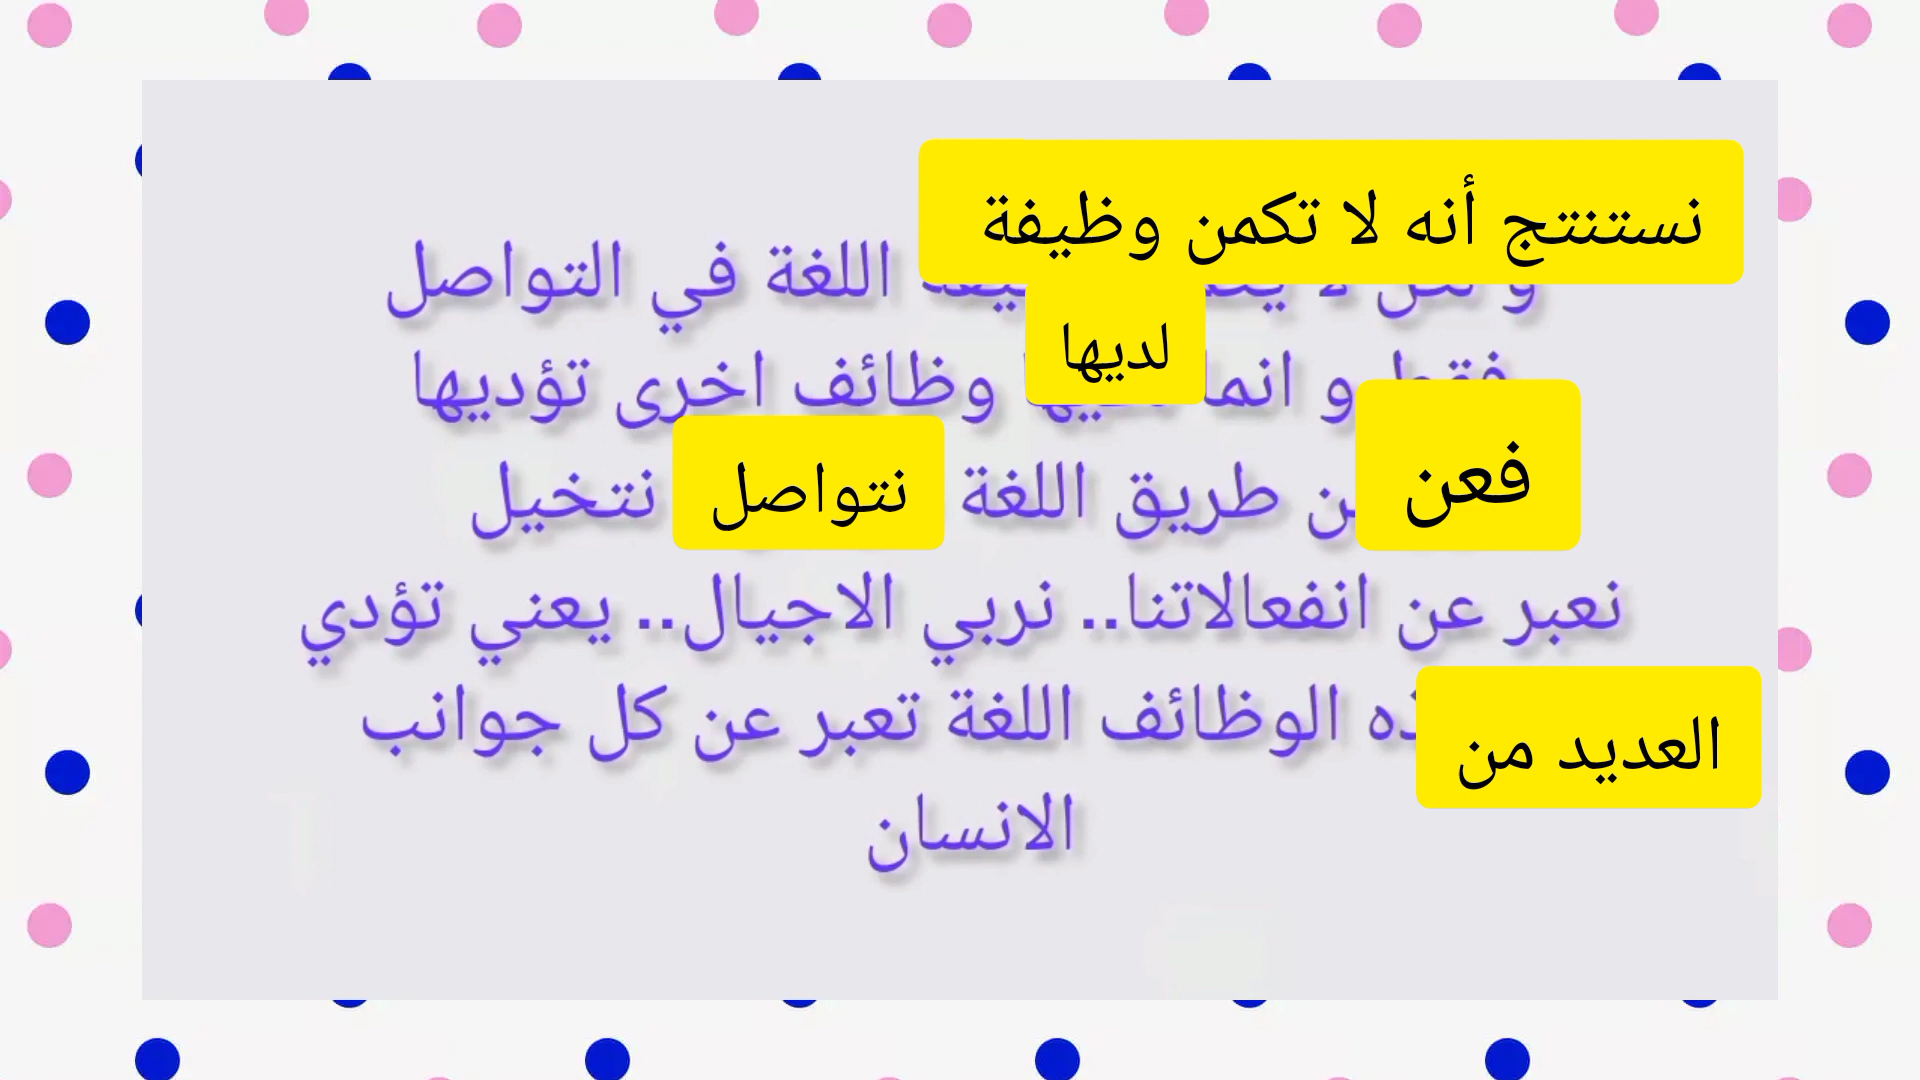 نستنتج أنه لا تكمن وظيفة اللغة في التواصل
و انما لديها وظائف اخرى تؤديها
فعن طريق اللغة نتواصل نتخيل
نعبر عن انفعالاتنا.. نربي الاجيال.. يعني تؤدي
العديد من الوظائف اللغة تعبر عن كل جوانب
الانسان